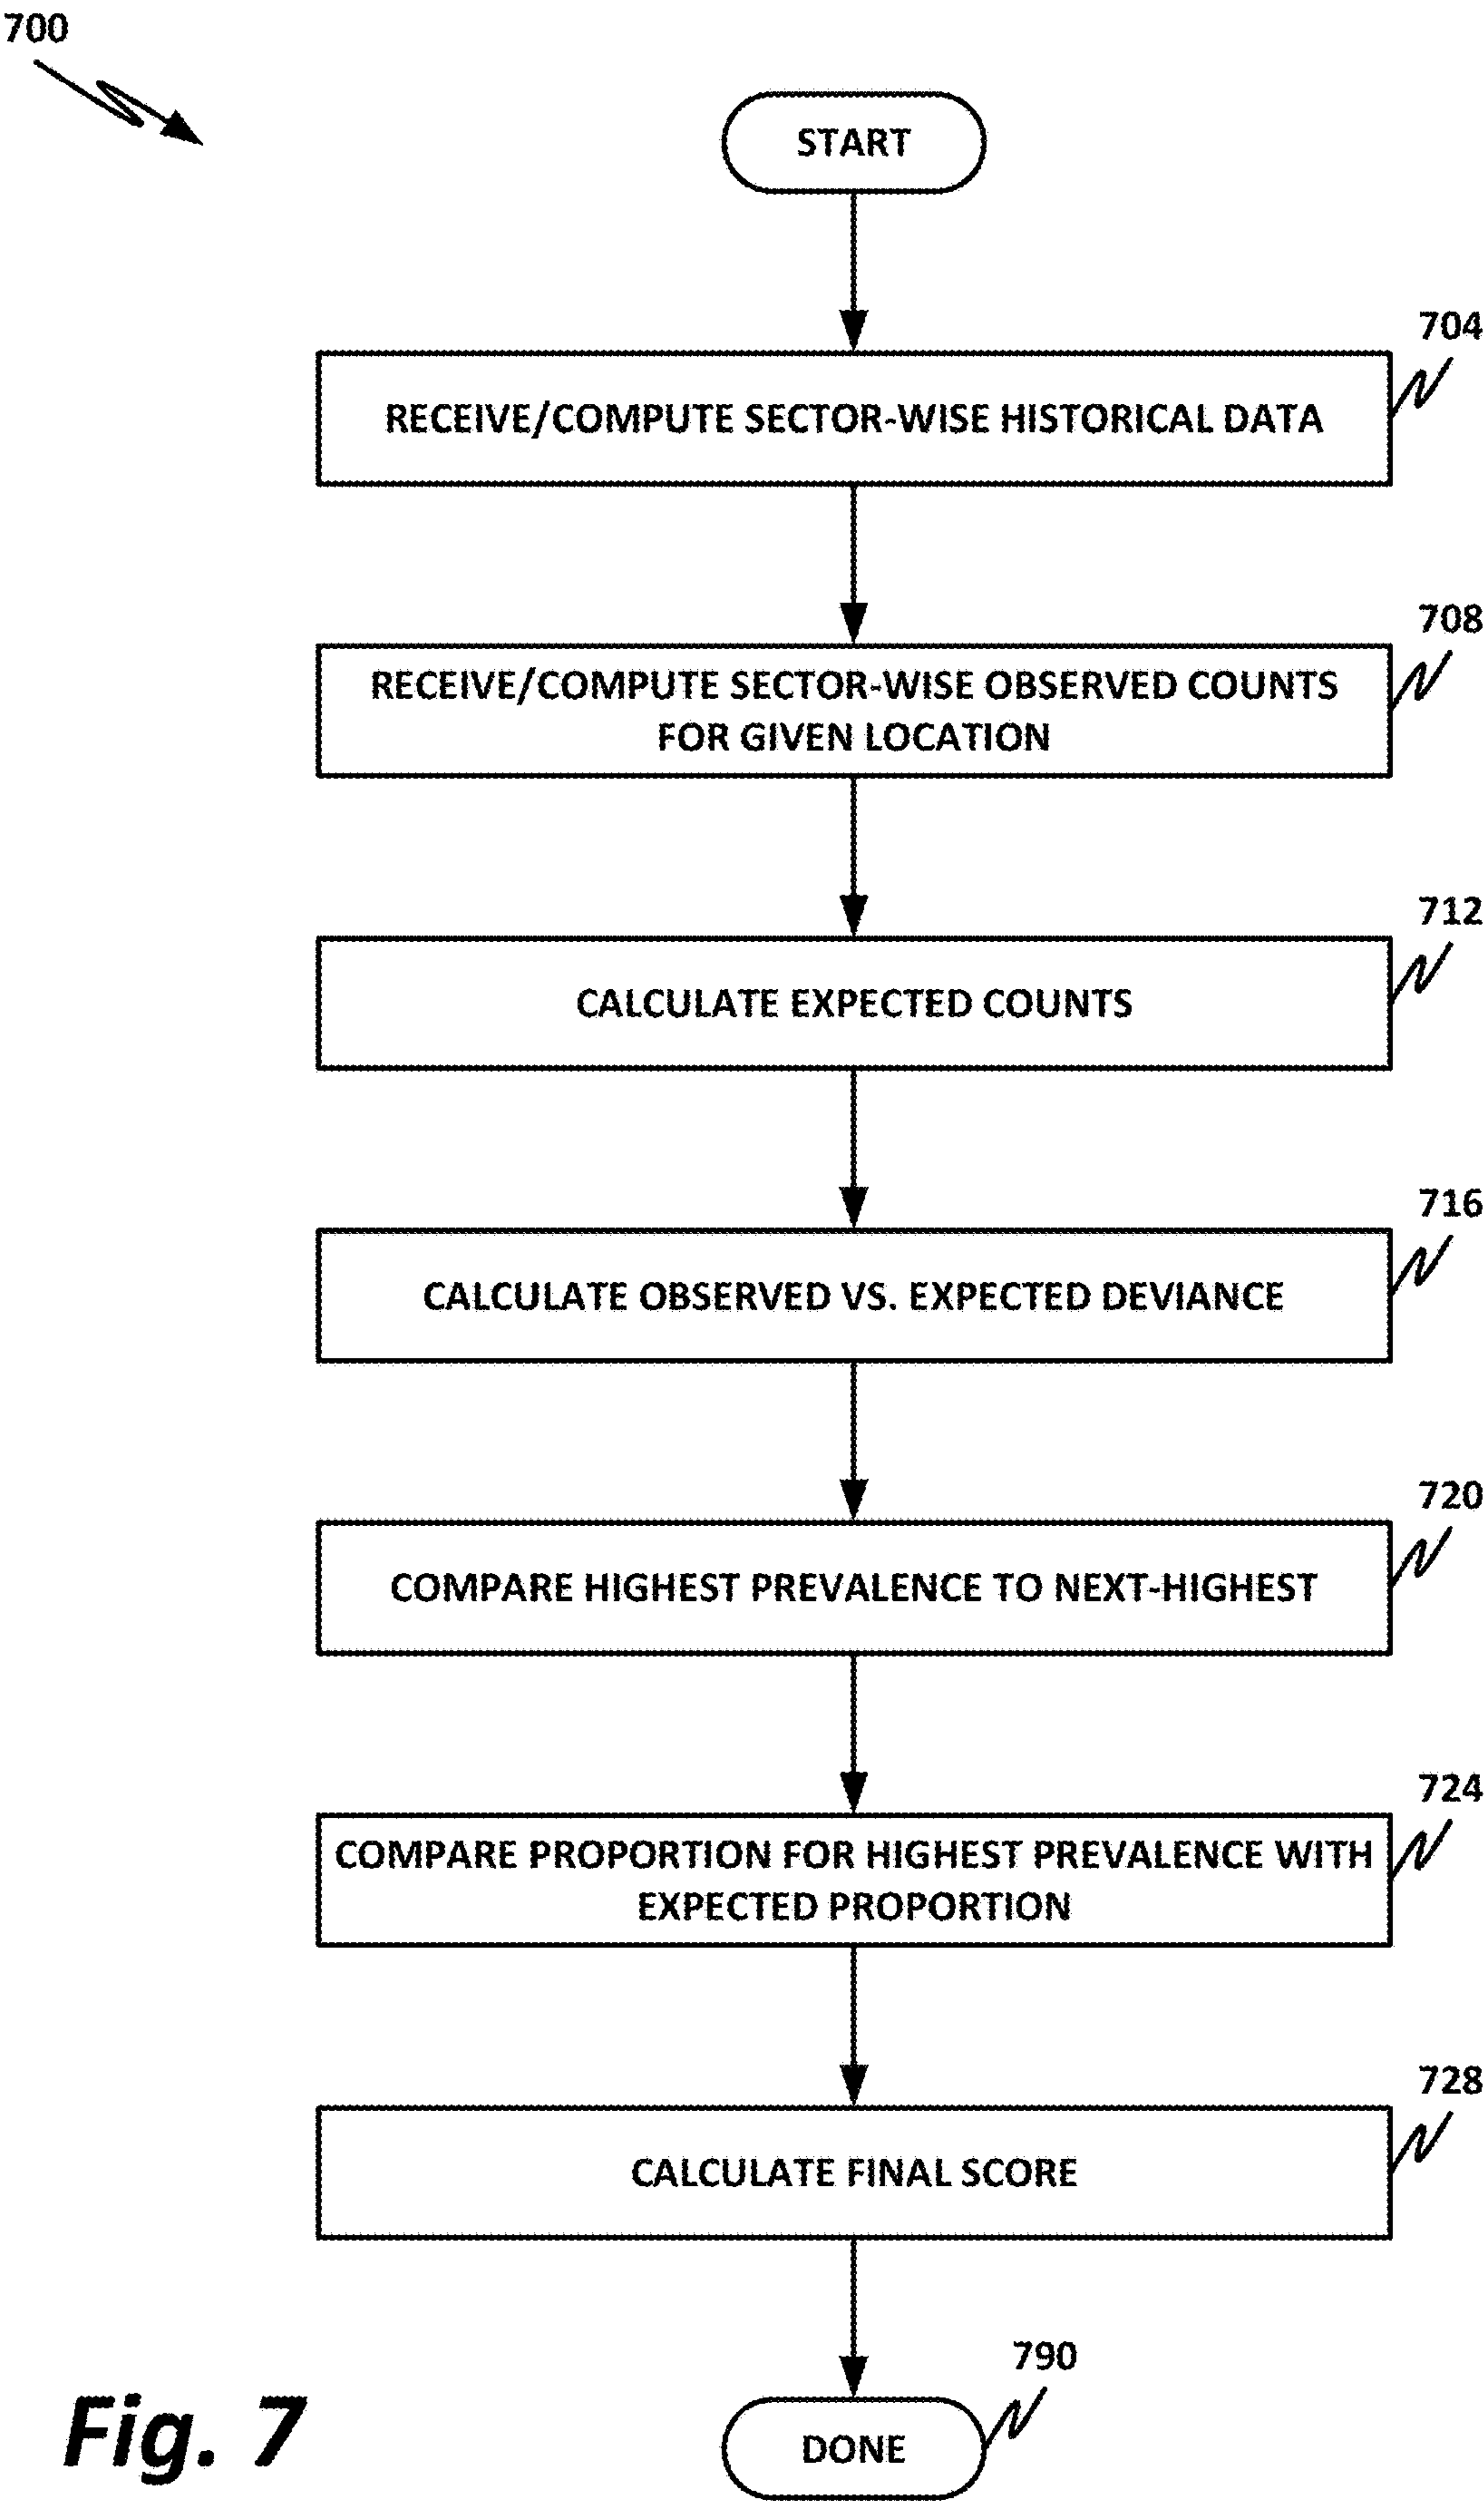 700
START
704
RECEIVE/COMPUTE SECTOR-WISE HISTORICAL DATA
708
RECEIVE/COMPUTE SECTOR-WISE OBSERVED COUNTS
FOR GIVEN LOCATION
712
CALCULATE EXPECTED COUNTS
716
CALCULATE OBSERVED VS. EXPECTED DEVIANCE
720
COMPARE HIGHEST PREVALENCE TO NEXT-HIGHEST
724
COMPARE PROPORTION FOR HIGHEST PREVALENCE WITH
EXPECTED PROPORTION
728
CALCULATE FINAL SCORE
790
DONE
Fig. 7